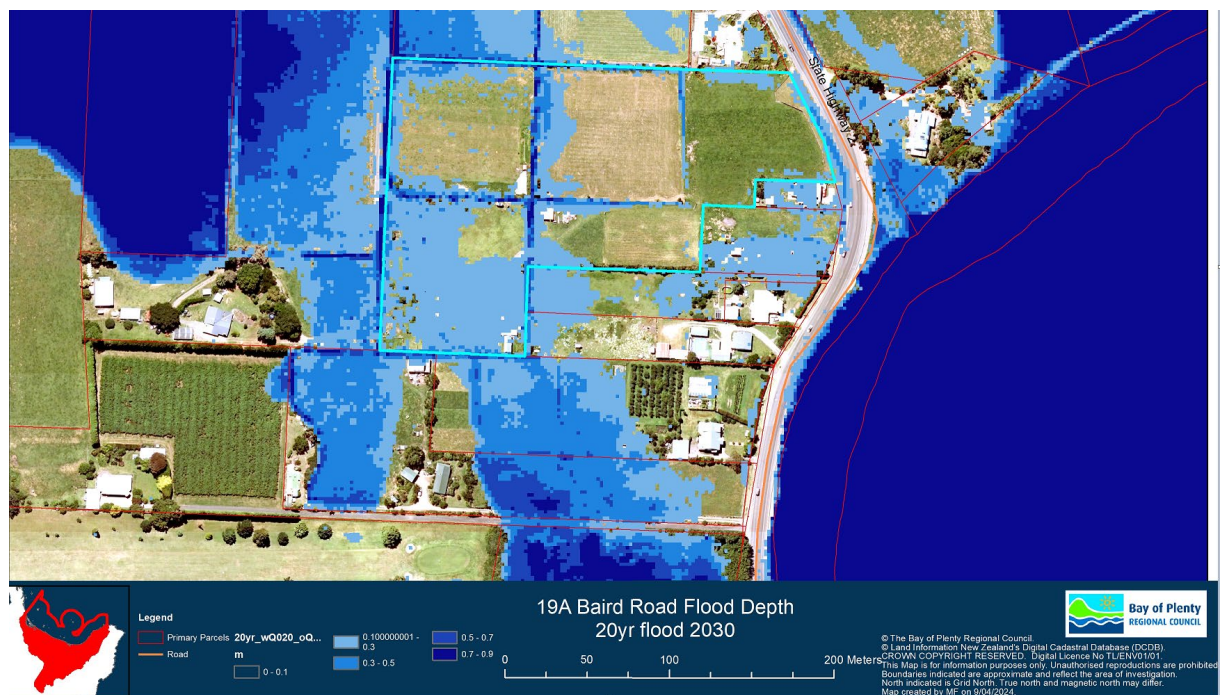 State Highway 2
Legend
Primary Parcels
Road
20yr_wQ020_oQ...
m
0 - 0.1
0.100000001 -
0.3
0.3 - 0.5
0.5 - 0.7
0.7 - 0.9
19A Baird Road Flood Depth
20yr flood 2030
0 50 100 200 Meters
Bay of Plenty
REGIONAL COUNCIL
© The Bay of Plenty Regional Council.
© Land Information New Zealand's Digital Cadastral Database (DCDB).
CROWN COPYRIGHT RESERVED. Digital Licence No TL/ENV01/01.
This Map is for information purposes only. Unauthorised reproductions are prohibited
Boundaries indicated are approximate and reflect the area of investigation.
North indicated is Grid North. True north and magnetic north may differ.
Map created by MF on 9/04/2024.